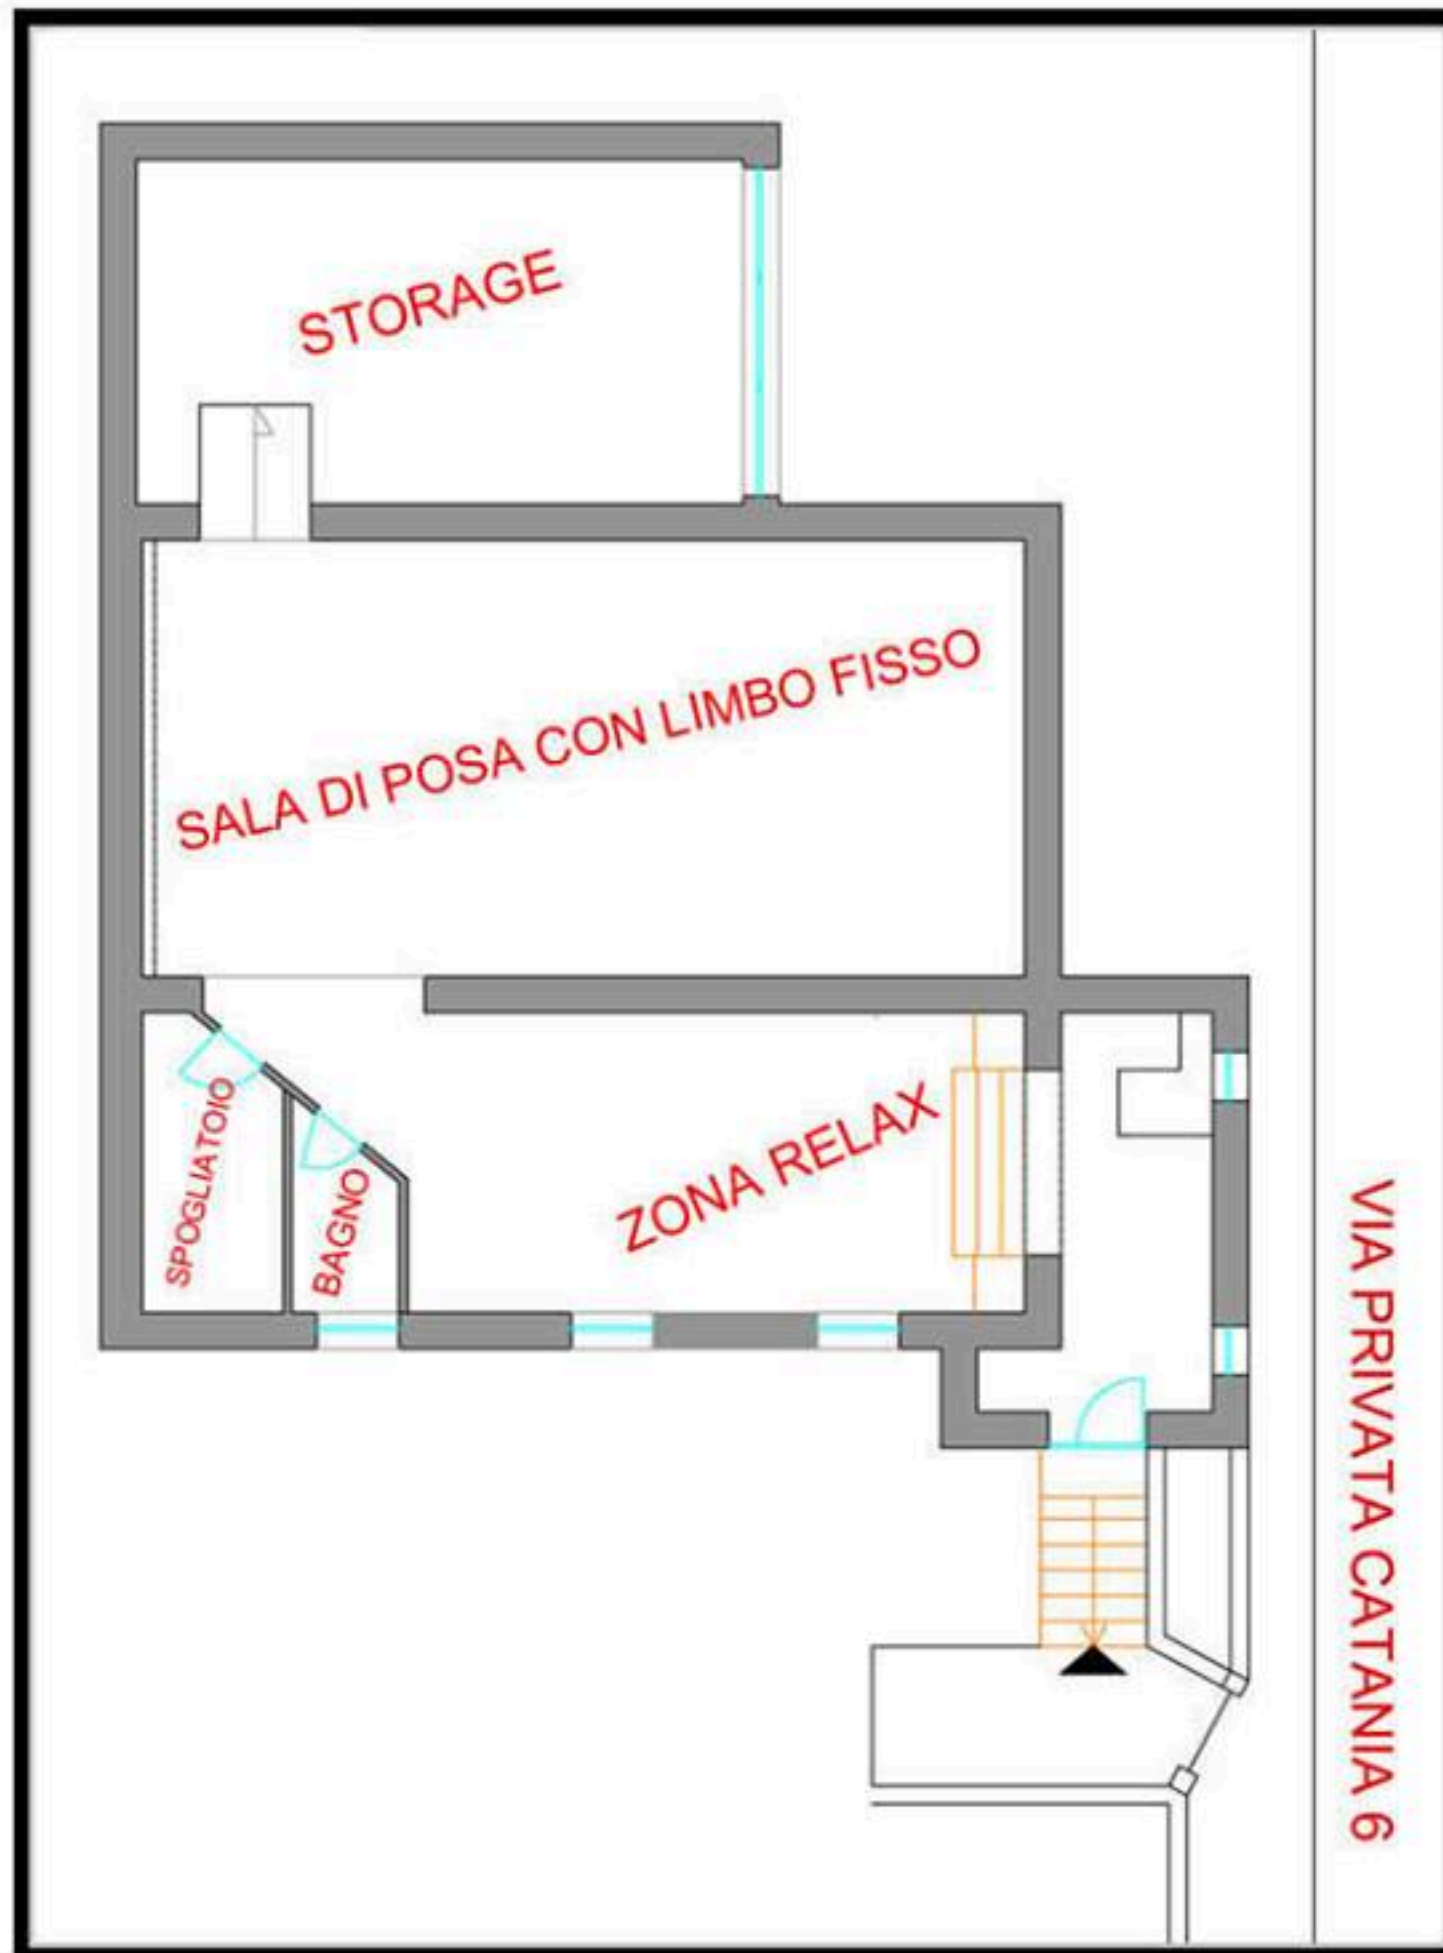 STORAGE
SALA DI POSA CON LIMBO FISSO
SPOGLIATOIO
BAGNO
ZONA RELAX
VIA PRIVATA CATANIA 6